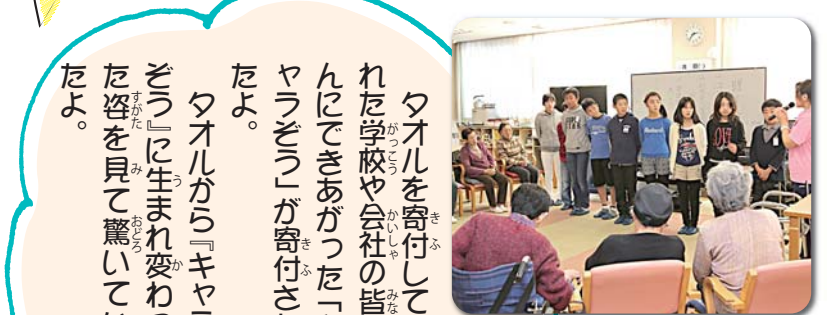 タオルを寄付して
れた学校や会社の皆
んにできあがった「
ャラぞう」が寄付さ
たよ。
タオルから『キャラ
ぞう』に生まれ変わっ
た姿を見て驚いて
たよ。